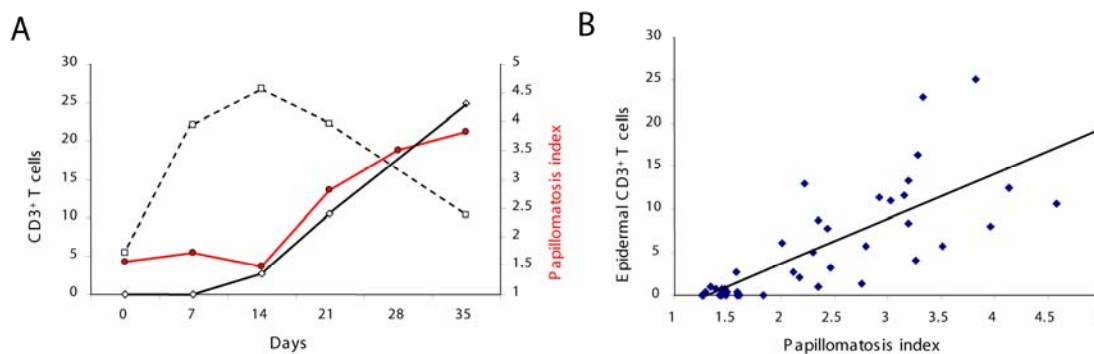 A
CD3+ T cells
30
25
20
15
10
5
0
0 7 14 21 28 35
Days
5
4.5
4
3.5
3
2.5
2
1.5
1
Papillomatosis index
B
Epidermal CD3+ T cells
30
25
20
15
10
5
0
1 1.5 2 2.5 3 3.5 4 4.5
Papillomatosis index